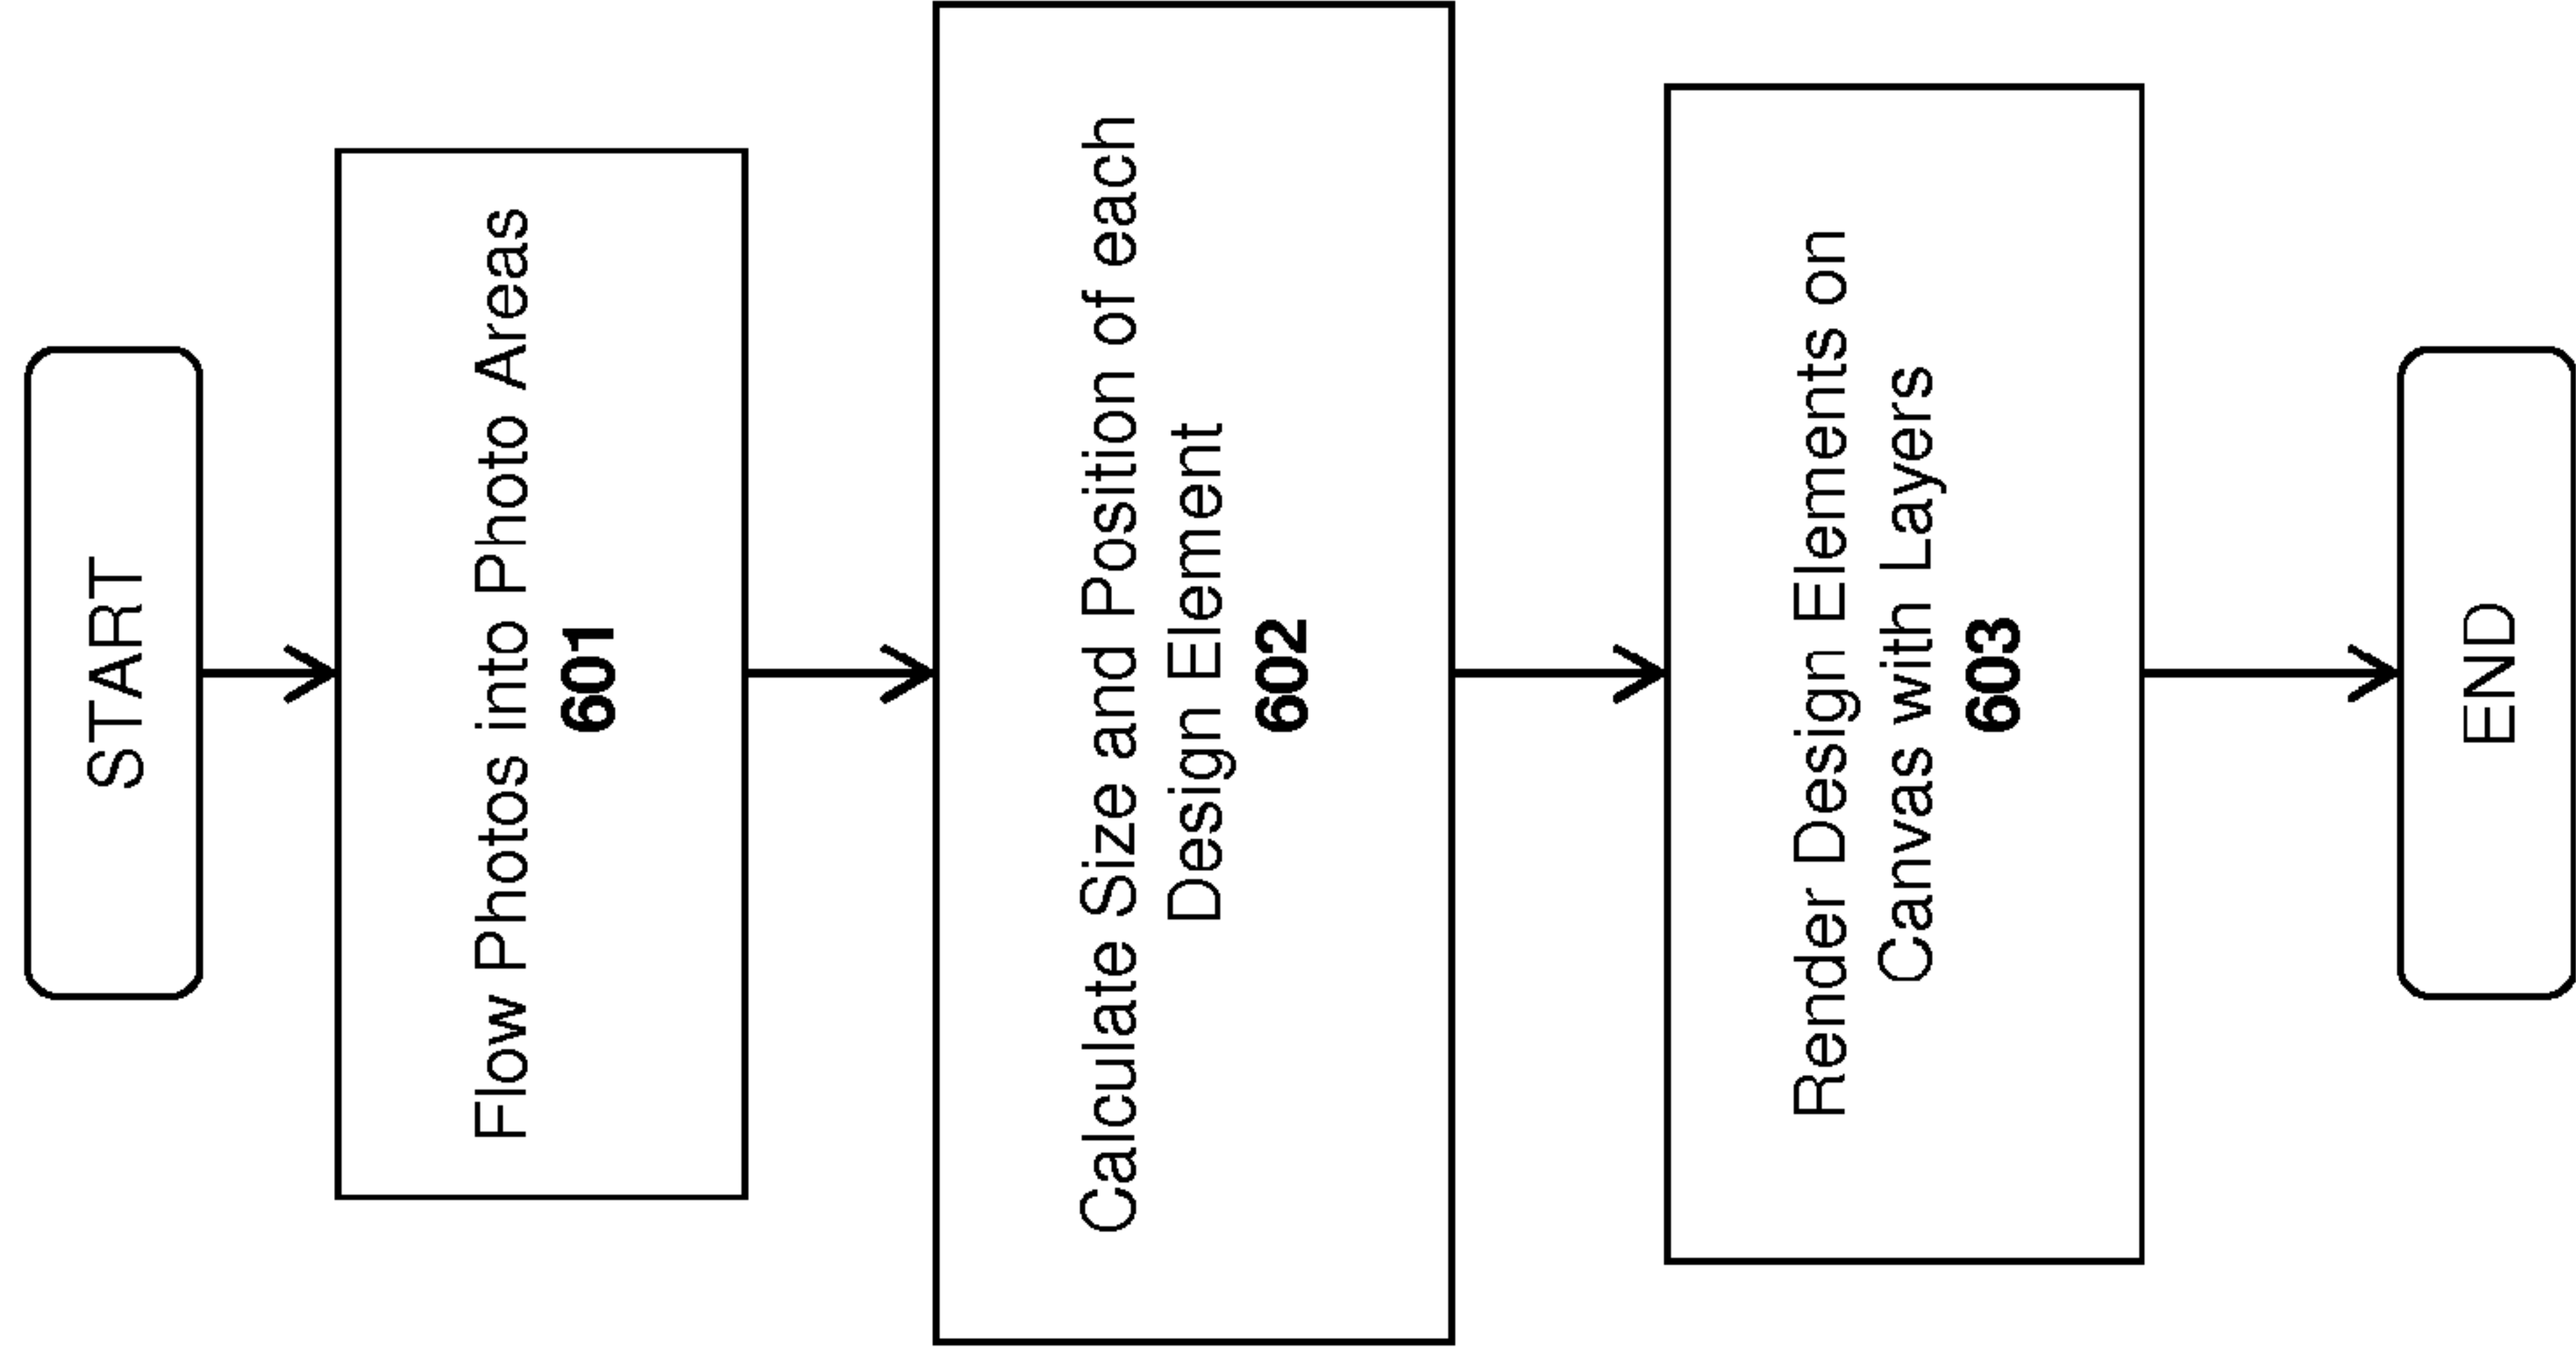 START
Flow Photos into Photo Areas
601
Calculate Size and Position of each
Design Element
602
Render Design Elements on
Canvas with Layers
603
END